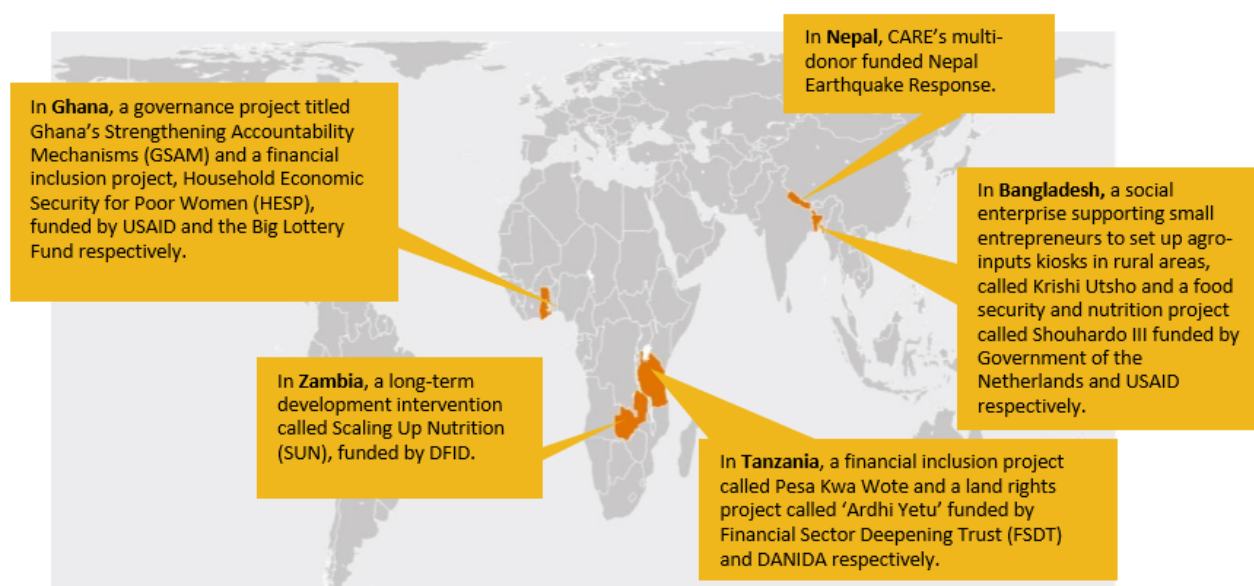 In Nepal, CARE's multi-
donor funded Nepal
Earthquake Response.
In Ghana, a governance project titled
Ghana's Strengthening Accountability
Mechanisms (GSAM) and a financial
inclusion project, Household Economic
Security for Poor Women (HESP),
funded by USAID and the Big Lottery
Fund respectively.
In Bangladesh, a social
enterprise supporting small
entrepreneurs to set up agro-
inputs kiosks in rural areas,
called Krishi Utsho and a food
security and nutrition project
called Shouhardo III funded by
Government of the
Netherlands and USAID
respectively.
In Zambia, a long-term
development intervention
called Scaling Up Nutrition
(SUN), funded by DFID.
In Tanzania, a financial inclusion project
called Pesa Kwa Wote and a land rights
project called ‘Ardhi Yetu’ funded by
Financial Sector Deepening Trust (FSDT)
and DANIDA respectively.